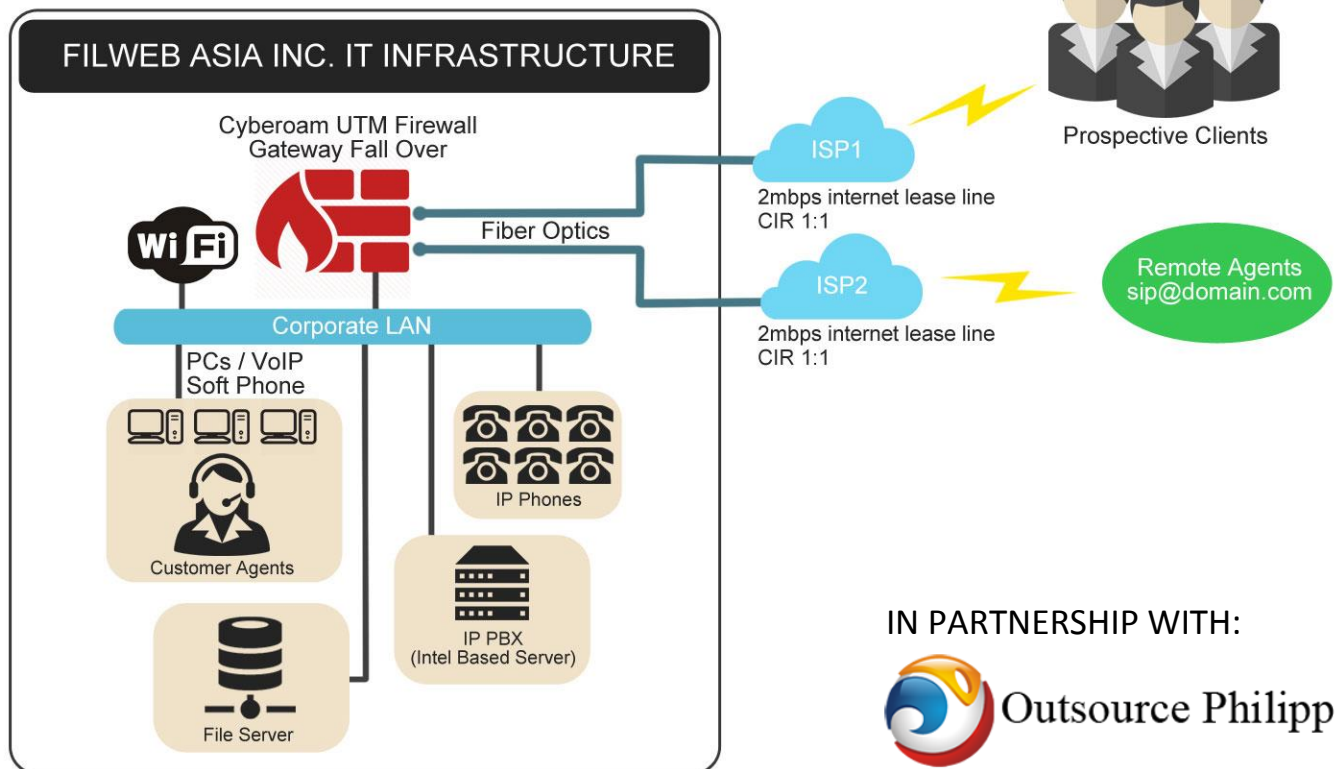 FILWEB ASIA INC. IT INFRASTRUCTURE
Cyberoam UTM Firewall
Gateway Fall Over
WiFi
Fiber Optics
Corporate LAN
PCs / VoIP
Soft Phone
Customer Agents
IP Phones
IP PBX
(Intel Based Server)
File Server
ISP1
2mbps internet lease line
CIR 1:1
ISP2
2mbps internet lease line
CIR 1:1
Prospective Clients
Remote Agents
sip@domain.com
IN PARTNERSHIP WITH:
Outsource Philipp